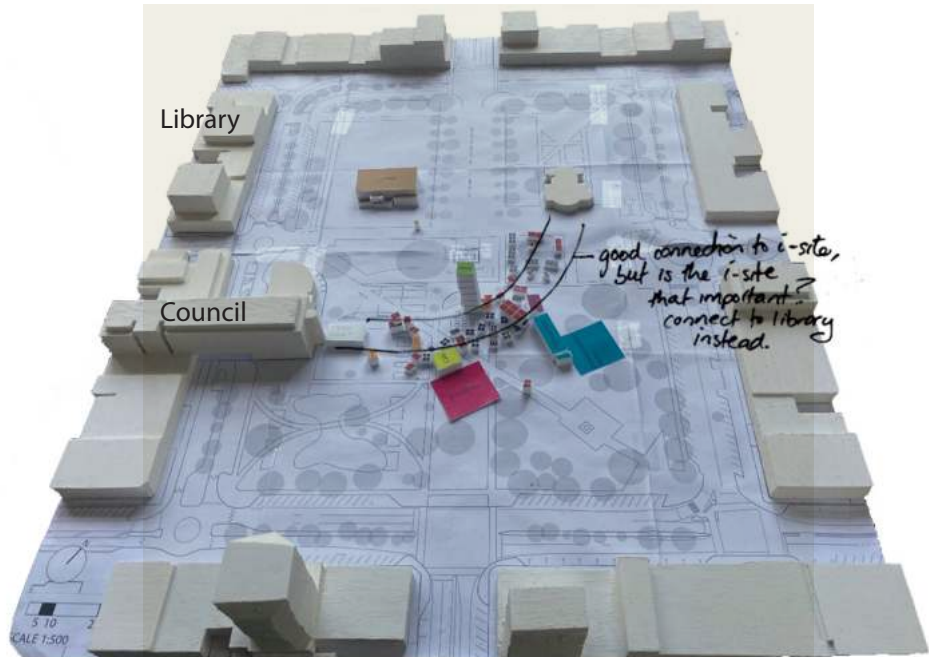 Library
Council
good connection to i-site,
but is the i-site
that important?
connect to library
instead.
N
5 10 2
SCALE 1:500